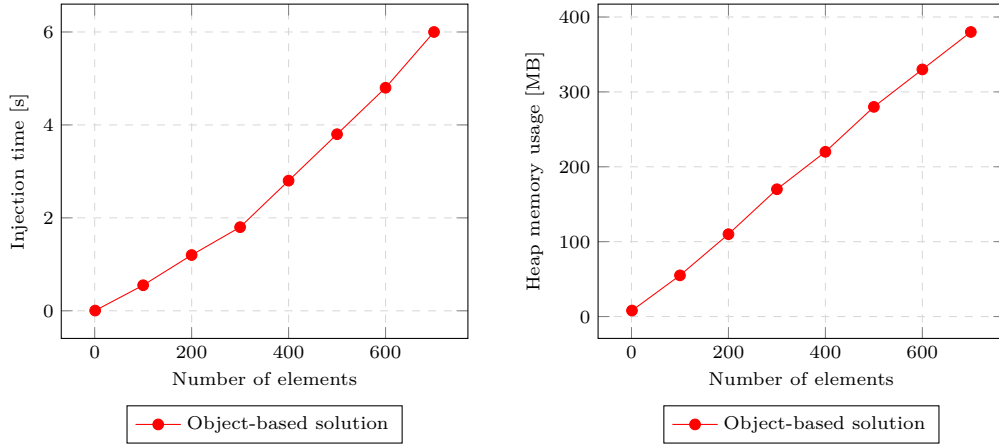 6
4
2
0
Injection time [s]
0 200 400 600
Number of elements
Object-based solution
400
300
200
100
0
Heap memory usage [MB]
0 200 400 600
Number of elements
Object-based solution